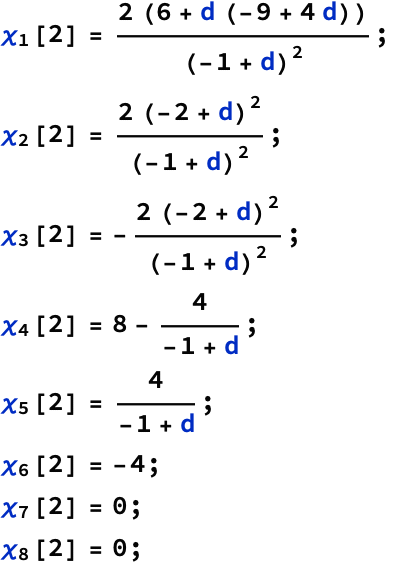 χ₁[2] = 2 (6 + d (-9 + 4 d)) / (-1 + d)²;
χ₂[2] = 2 (-2 + d)² / (-1 + d)²;
χ₃[2] = - 2 (-2 + d)² / (-1 + d)²;
χ₄[2] = 8 - 4 / (-1 + d);
χ₅[2] = 4 / (-1 + d);
χ₆[2] = -4;
χ₇[2] = 0;
χ₈[2] = 0;